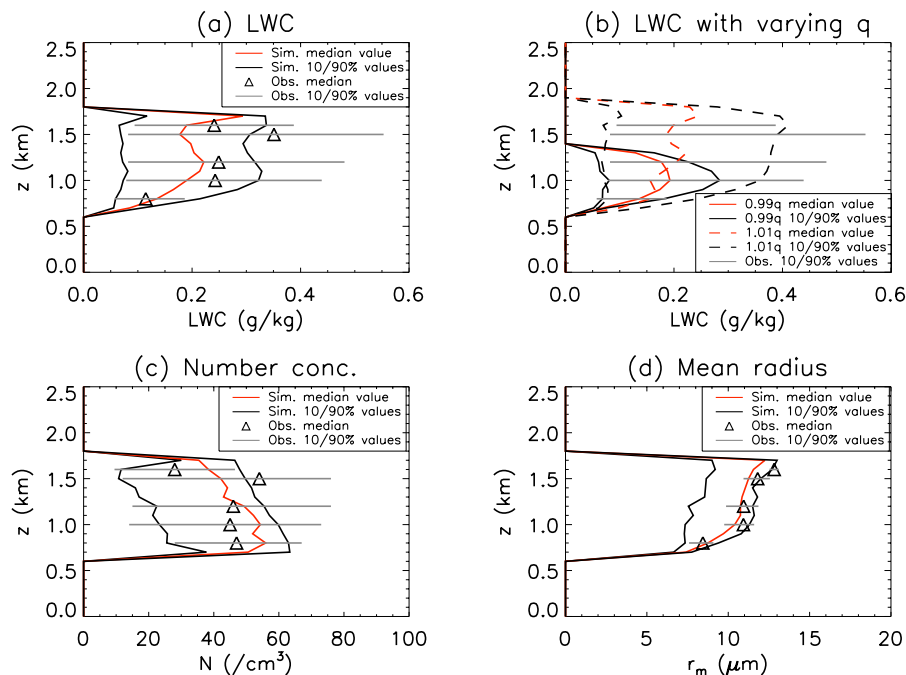 (a) LWC
2.5
2.0
1.5
1.0
0.5
0.0
z (km)
Sim. median value
Sim. 10/90% values
Obs. median
Obs. 10/90% values
0.0 0.2 0.4 0.6
LWC (g/kg)
(b) LWC with varying q
2.5
2.0
1.5
1.0
0.5
0.0
z (km)
0.99q median value
0.99q 10/90% values
1.01q median value
1.01q 10/90% values
Obs. 10/90% values
0.0 0.2 0.4 0.6
LWC (g/kg)
(c) Number conc.
2.5
2.0
1.5
1.0
0.5
0.0
z (km)
Sim. median value
Sim. 10/90% values
Obs. median
Obs. 10/90% values
0 20 40 60 80 100
N (/cm³)
(d) Mean radius
2.5
2.0
1.5
1.0
0.5
0.0
z (km)
Sim. median value
Sim. 10/90% values
Obs. median
Obs. 10/90% values
0 5 10 15 20
r_m (μm)